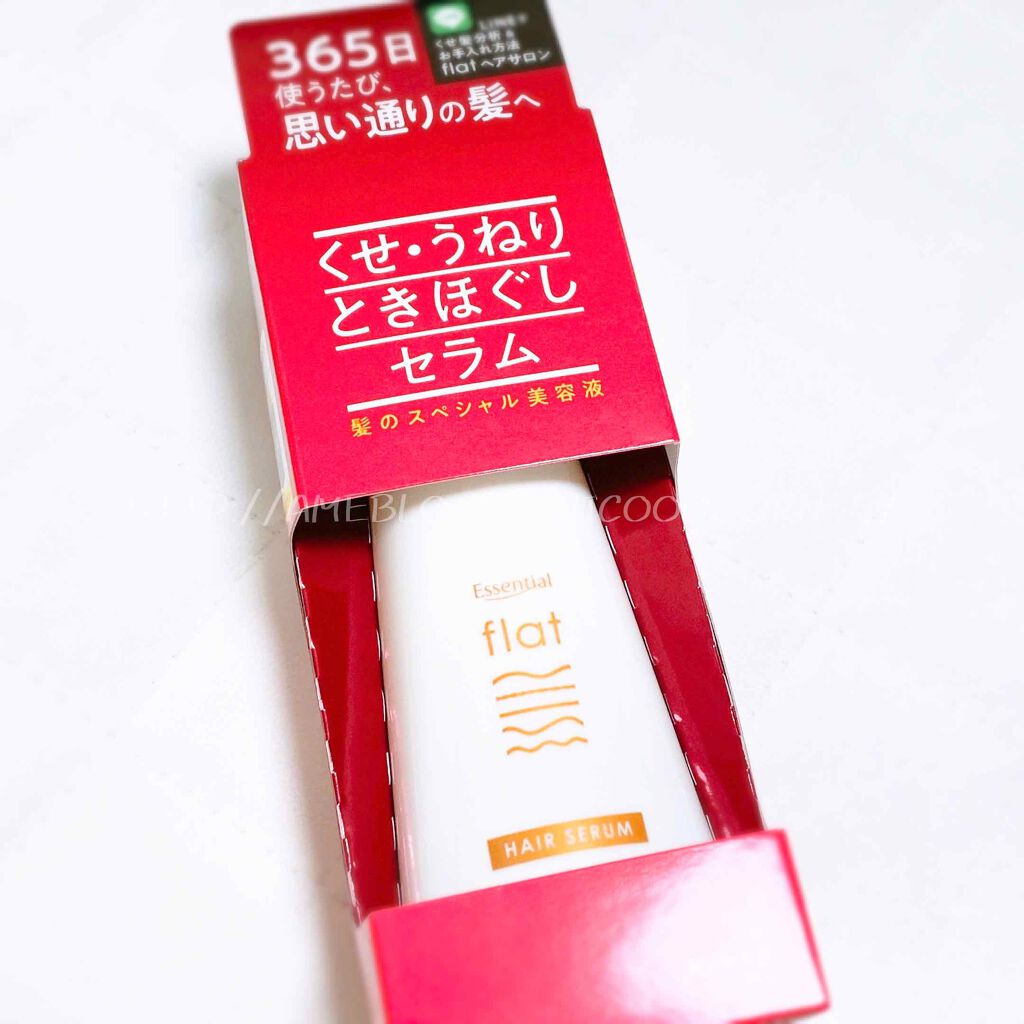 365日
使うたび、
思い通りの髪へ
LINEで
くせ髪分析&
お手入れ方法
flat ヘアサロン
くせ・うねり
ときほぐし
セラム
髪のスペシャル美容液
Essential
flat
HAIR SERUM